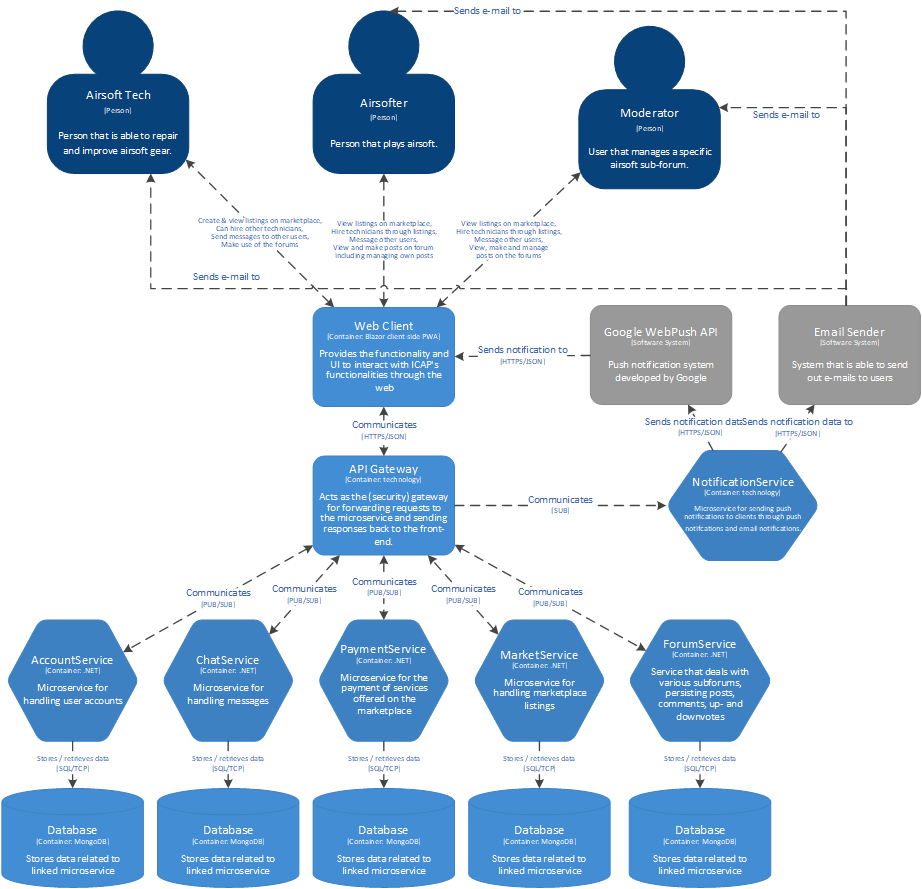 Sends e-mail to
Airsoft Tech
[Person]
Person that is able to repair
and improve airsoft gear.
Airsofter
[Person]
Person that plays airsoft.
Moderator
[Person]
User that manages a specific
airsoft sub-forum.
Sends e-mail to
Create & view listings on marketplace,
Can hire other technicians,
Send messages to other users,
Make use of the forums
View listings on marketplace,
Hire technicians through listings,
Message other users,
View and make posts on forum
including managing own posts
View listings on marketplace,
Hire technicians through listings,
Message other users,
View, make and manage
posts on the forums
Sends e-mail to
Web Client
[Container: Blazor client side PWA]
Provides the functionality and
UI to interact with ICAP's
functionalities through the
web
Sends notification to
[HTTPS/JSON]
Google WebPush API
[Software System]
Push notification system
developed by Google
Email Sender
[Software System]
System that is able to send
out e-mails to users
Communicates
[HTTPS/JSON]
Sends notification data
[HTTPS/JSON]
Sends notification data to
[HTTPS/JSON]
API Gateway
[Container: technology]
Acts as the (security) gateway
for forwarding requests to
the microservice and sending
responses back to the front-
end.
Communicates
[SUB]
NotificationService
[Container: technology]
Microservice for sending push
notifications to clients through push
notifcations and email notifications.
Communicates
[PUB/SUB]
Communicates
[PUB/SUB]
Communicates
[PUB/SUB]
Communicates
[PUB/SUB]
Communicates
[PUB/SUB]
AccountService
[Container: .NET]
Microservice for
handling user accounts
ChatService
[Container: .NET]
Microservice for
handling messages
PaymentService
[Container: .NET]
Microservice for the
payment of services
offered on the
marketplace
MarketService
[Container: .NET]
Microservice for
handling marketplace
listings
ForumService
[Container: .NET]
Service that deals with
various subforums,
persisting posts,
comments, up- and
downvotes
Stores / retrieves data
[SQL/TCP]
Stores / retrieves data
[SQL/TCP]
Stores / retrieves data
[SQL/TCP]
Stores / retrieves data
[SQL/TCP]
Stores / retrieves data
[SQL/TCP]
Database
[Container: MongoDB]
Stores data related to
linked microservice
Database
[Container: MongoDB]
Stores data related to
linked microservice
Database
[Container: MongoDB]
Stores data related to
linked microservice
Database
[Container: MongoDB]
Stores data related to
linked microservice
Database
[Container: MongoDB]
Stores data related to
linked microservice